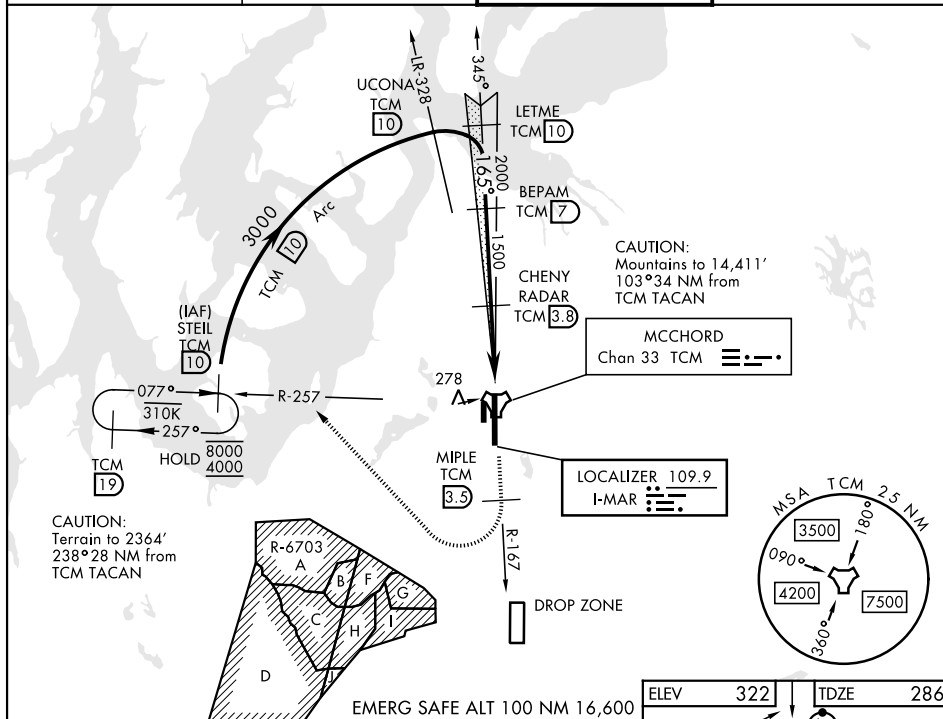 UCONA
TCM
10
LR-328
345°
LETME
TCM 10
165°
2000
BEPAM
TCM 7
1500
3000
TCM 10 Arc
CHENY
RADAR
TCM 3.8
CAUTION:
Mountains to 14,411'
103°34 NM from
TCM TACAN
(IAF)
STEIL
TCM
10
MCCHORD
Chan 33 TCM
278
077°
310K
257°
R-257
HOLD
8000
4000
TCM
19
MIPLE
TCM
3.5
LOCALIZER 109.9
I-MAR
R-167
CAUTION:
Terrain to 2364'
238°28 NM from
TCM TACAN
R-6703
A
B
F
G
C
H
I
D
J
DROP ZONE
MSA TCM 25 NM
3500
180°
090°
4200
7500
360°
EMERG SAFE ALT 100 NM 16,600
ELEV 322
TDZE 286